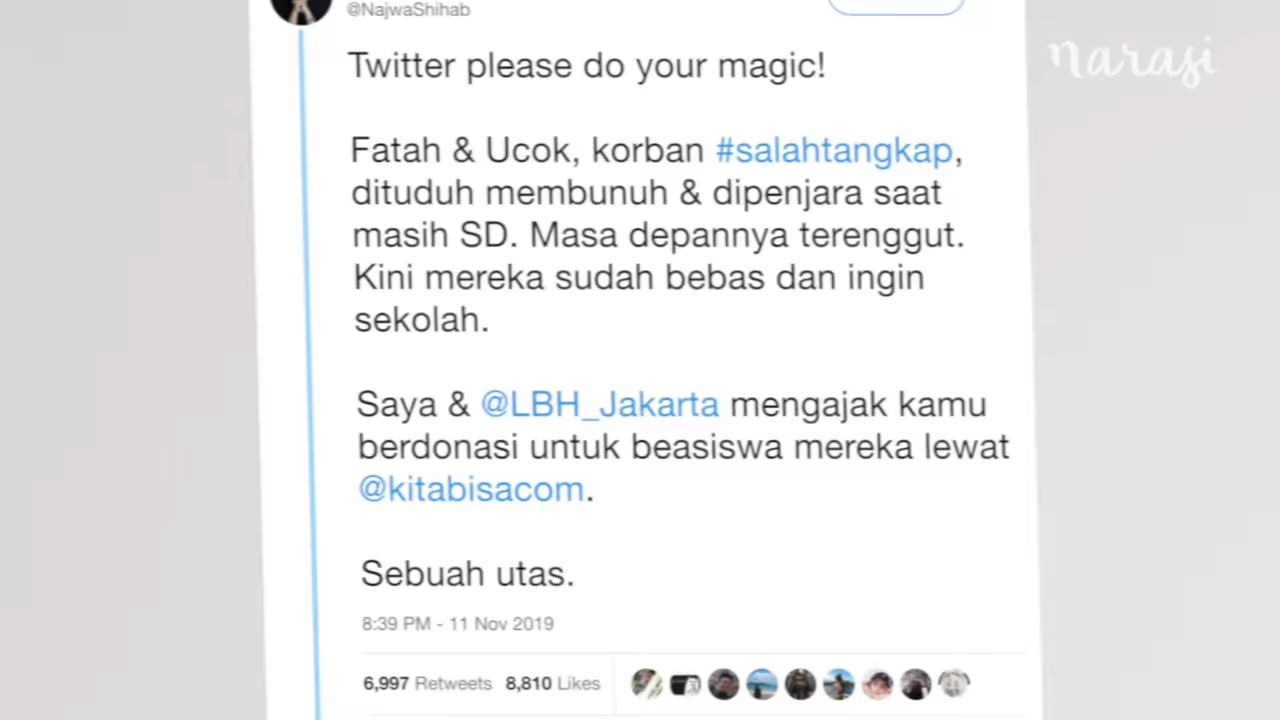 @NajwaShihab
narasi
Twitter please do your magic!
Fatah & Ucok, korban #salahtangkap,
dituduh membunuh & dipenjara saat
masih SD. Masa depannya terenggut.
Kini mereka sudah bebas dan ingin
sekolah.
Saya & @LBH_Jakarta mengajak kamu
berdonasi untuk beasiswa mereka lewat
@kitabisacom.
Sebuah utas.
8:39 PM - 11 Nov 2019
6,997 Retweets 8,810 Likes